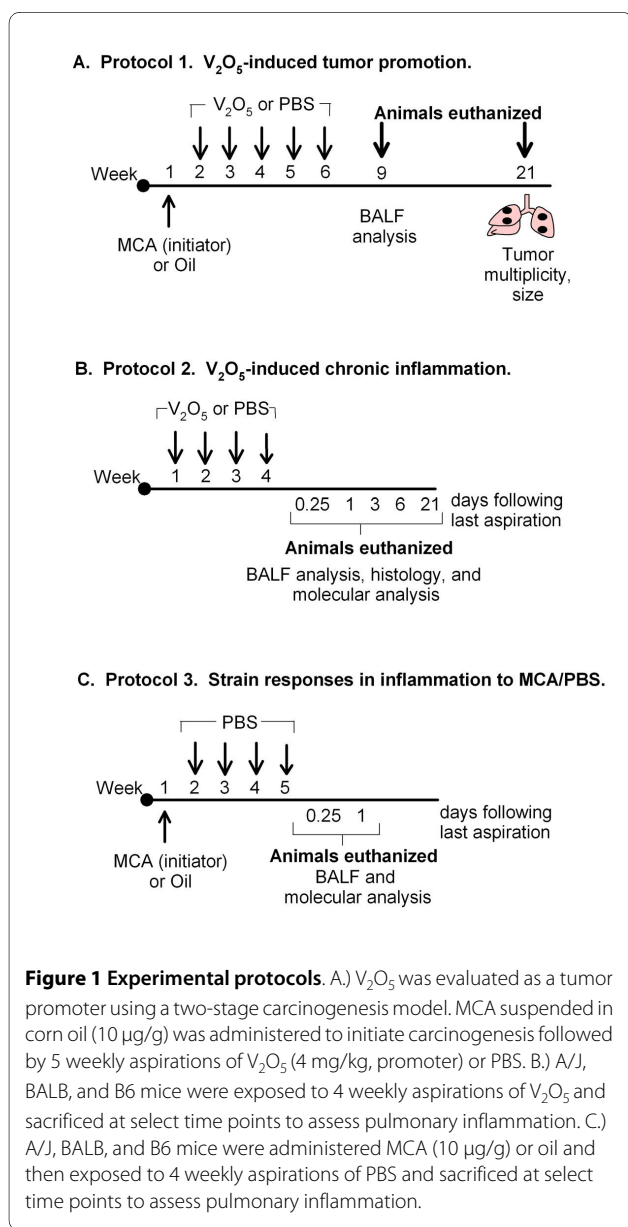 A. Protocol 1. V₂O₅-induced tumor promotion.
V₂O₅ or PBS
Animals euthanized
Week 1 2 3 4 5 6 9 21
MCA (initiator)
or Oil
BALF
analysis
Tumor
multiplicity,
size
B. Protocol 2. V₂O₅-induced chronic inflammation.
V₂O₅ or PBS
Week 1 2 3 4
0.25 1 3 6 21 days following
last aspiration
Animals euthanized
BALF analysis, histology, and
molecular analysis
C. Protocol 3. Strain responses in inflammation to MCA/PBS.
PBS
Week 1 2 3 4 5
0.25 1 days following
last aspiration
MCA (initiator)
or Oil
Animals euthanized
BALF and
molecular analysis
Figure 1 Experimental protocols. A.) V₂O₅ was evaluated as a tumor
promoter using a two-stage carcinogenesis model. MCA suspended in
corn oil (10 μg/g) was administered to initiate carcinogenesis followed
by 5 weekly aspirations of V₂O₅ (4 mg/kg, promoter) or PBS. B.) A/J,
BALB, and B6 mice were exposed to 4 weekly aspirations of V₂O₅ and
sacrificed at select time points to assess pulmonary inflammation. C.)
A/J, BALB, and B6 mice were administered MCA (10 μg/g) or oil and
then exposed to 4 weekly aspirations of PBS and sacrificed at select
time points to assess pulmonary inflammation.